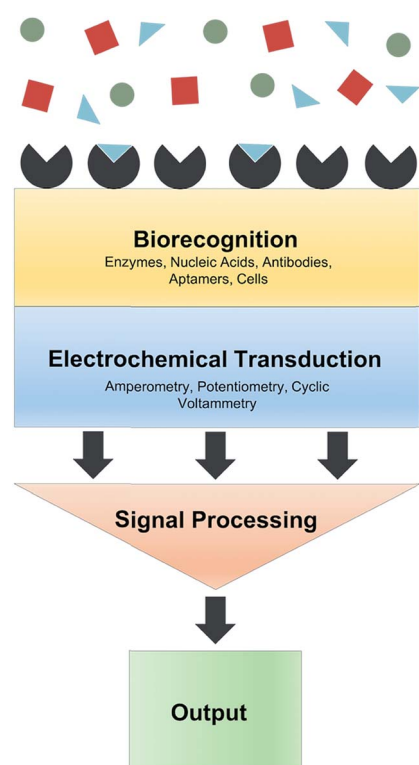 Biorecognition
Enzymes, Nucleic Acids, Antibodies,
Aptamers, Cells
Electrochemical Transduction
Amperometry, Potentiometry, Cyclic
Voltammetry
Signal Processing
Output